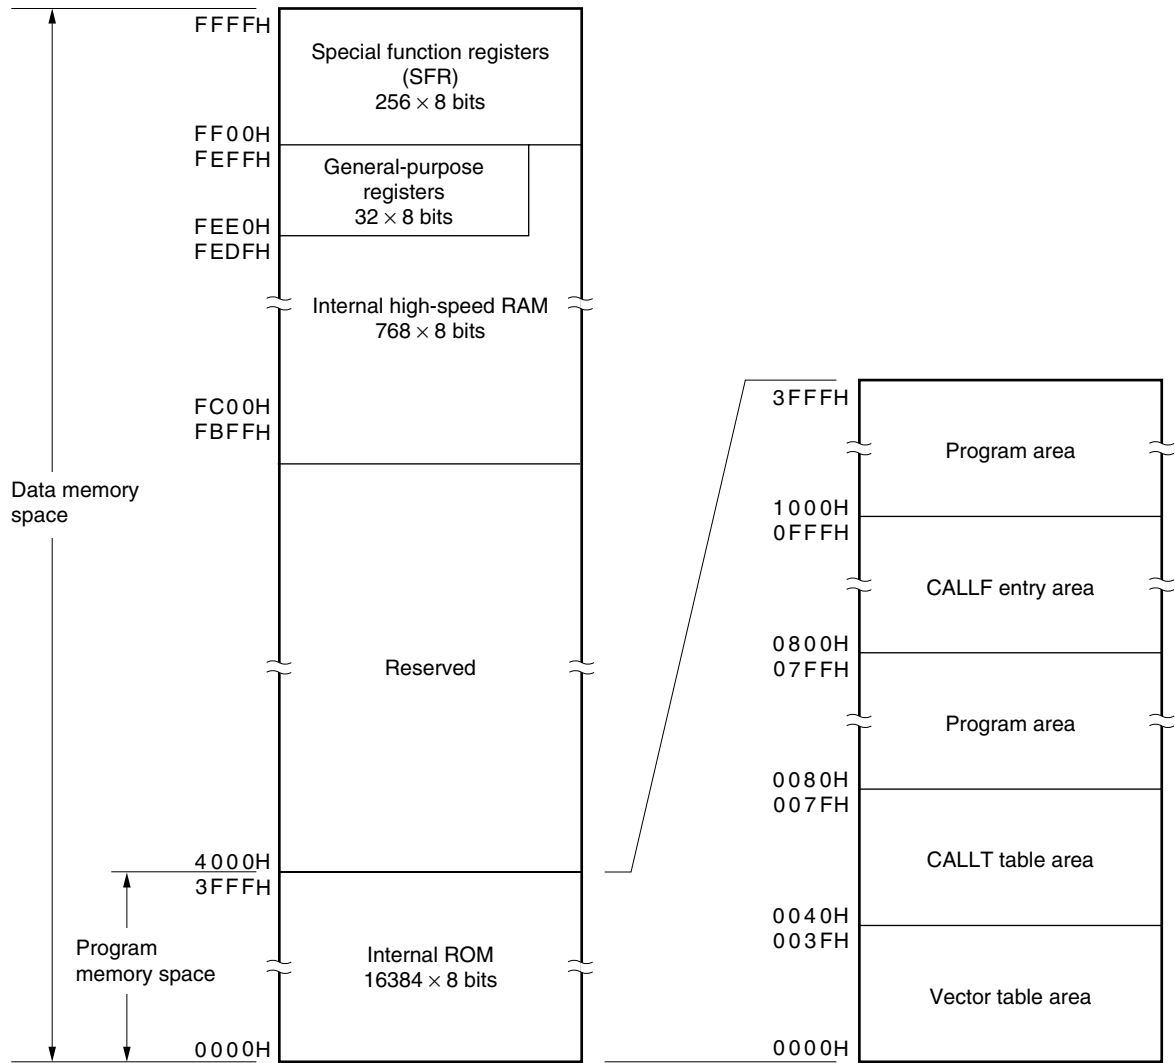 FFFFH
Special function registers
(SFR)
256 × 8 bits
FF00H
FEFFH
General-purpose
registers
32 × 8 bits
FEE0H
FEDFH
Internal high-speed RAM
768 × 8 bits
FC00H
FBFFH
Data memory
space
Reserved
4000H
3FFFH
Program
memory space
Internal ROM
16384 × 8 bits
0000H
3FFFH
Program area
1000H
0FFFH
CALLF entry area
0800H
07FFH
Program area
0080H
007FH
CALLT table area
0040H
003FH
Vector table area
0000H